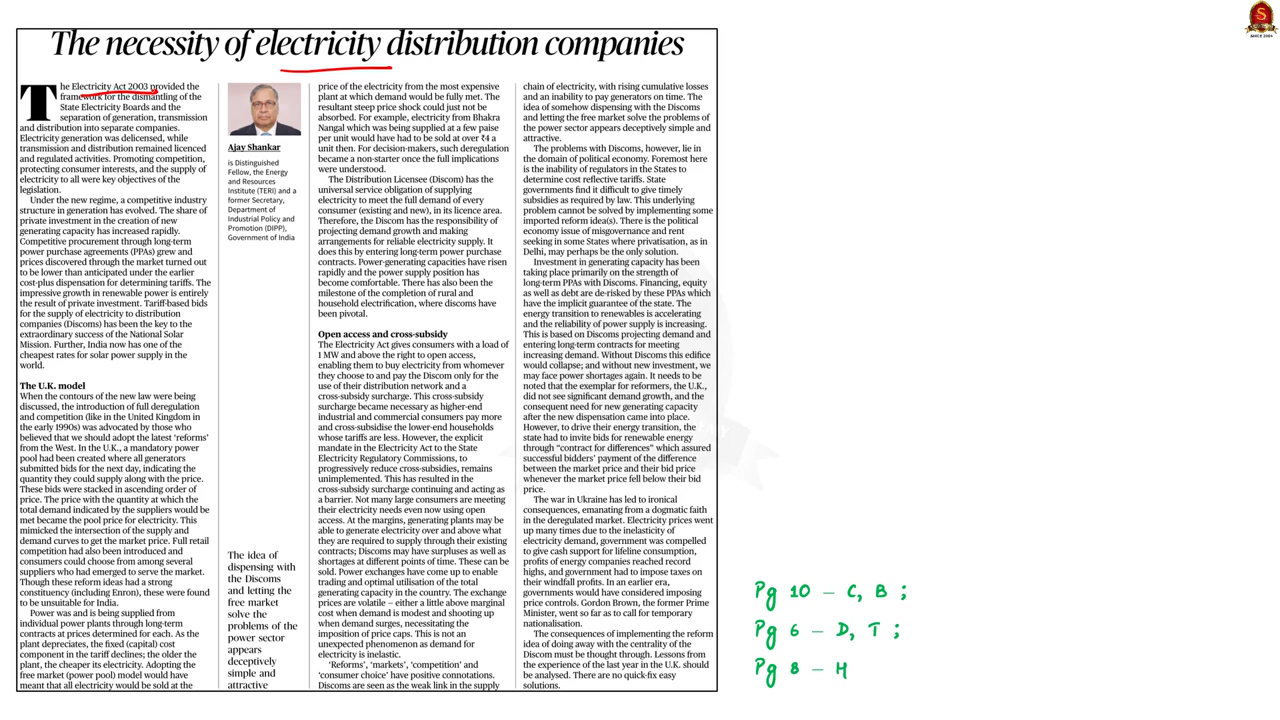 The necessity of electricity distribution companies
The Electricity Act 2003 provided the
framework for the dismantling of the
State Electricity Boards and the
separation of generation, transmission
and distribution into separate companies.
Electricity generation was delicensed, while
transmission and distribution remained licenced
and regulated activities. Promoting competition,
protecting consumer interests, and the supply of
electricity to all were key objectives of the
legislation.
Under the new regime, a competitive industry
structure in generation has evolved. The share of
private investment in the creation of new
generating capacity has increased rapidly.
Competitive procurement through long-term
power purchase agreements (PPAs) grew and
prices discovered through the market turned out
to be lower than anticipated under the earlier
cost-plus dispensation for determining tariffs. The
impressive growth in renewable power is entirely
the result of private investment. Tariff-based bids
for the supply of electricity to distribution
companies (Discoms) has been the key to the
extraordinary success of the National Solar
Mission. Further, India now has one of the
cheapest rates for solar power supply in the
world.
The U.K. model
When the contours of the new law were being
discussed, the introduction of full deregulation
and competition (like in the United Kingdom in
the early 1990s) was advocated by those who
believed that we should adopt the latest 'reforms'
from the West. In the U.K., a mandatory power
pool had been created where all generators
submitted bids for the next day, indicating the
quantity they could supply along with the price.
These bids were stacked in ascending order of
price. The price with the quantity at which the
total demand indicated by the suppliers would be
met became the pool price for electricity. This
mimicked the intersection of the supply and
demand curves to get the market price. Full retail
competition had also been introduced and
consumers could choose from among several
suppliers who had emerged to serve the market.
Though these reform ideas had a strong
constituency (including Enron), these were found
to be unsuitable for India.
Power was and is being supplied from
individual power plants through long-term
contracts at prices determined for each. As the
plant depreciates, the fixed (capital) cost
component in the tariff declines; the older the
plant, the cheaper its electricity. Adopting the
free market (power pool) model would have
meant that all electricity would be sold at the
Ajay Shankar
is Distinguished
Fellow, the Energy
and Resources
Institute (TERI) and a
former Secretary,
Department of
Industrial Policy and
Promotion (DIPP),
Government of India
The idea of
dispensing with
the Discoms
and letting the
free market
solve the
problems of the
power sector
appears
deceptively
simple and
attractive
price of the electricity from the most expensive
plant at which demand would be fully met. The
resultant steep price shock could just not be
absorbed. For example, electricity from Bhakra
Nangal which was being supplied at a few paise
per unit would have had to be sold at over ₹4 a
unit then. For decision-makers, such deregulation
became a non-starter once the full implications
were understood.
The Distribution Licensee (Discom) has the
universal service obligation of supplying
electricity to meet the full demand of every
consumer (existing and new), in its licence area.
Therefore, the Discom has the responsibility of
projecting demand growth and making
arrangements for reliable electricity supply. It
does this by entering long-term power purchase
contracts. Power-generating capacities have risen
rapidly and the power supply position has
become comfortable. There has also been the
milestone of the completion of rural and
household electrification, where discoms have
been pivotal.
Open access and cross-subsidy
The Electricity Act gives consumers with a load of
1 MW and above the right to open access,
enabling them to buy electricity from whomever
they choose to and pay the Discom only for the
use of their distribution network and a
cross-subsidy surcharge. This cross-subsidy
surcharge became necessary as higher-end
industrial and commercial consumers pay more
and cross-subsidise the lower-end households
whose tariffs are less. However, the explicit
mandate in the Electricity Act to the State
Electricity Regulatory Commissions, to
progressively reduce cross-subsidies, remains
unimplemented. This has resulted in the
cross-subsidy surcharge continuing and acting as
a barrier. Not many large consumers are meeting
their electricity needs even now using open
access. At the margins, generating plants may be
able to generate electricity over and above what
they are required to supply through their existing
contracts; Discoms may have surpluses as well as
shortages at different points of time. These can be
sold. Power exchanges have come up to enable
trading and optimal utilisation of the total
generating capacity in the country. The exchange
prices are volatile — either a little above marginal
cost when demand is modest and shooting up
when demand surges, necessitating the
imposition of price caps. This is not an
unexpected phenomenon as demand for
electricity is inelastic.
'Reforms', 'markets', 'competition' and
'consumer choice' have positive connotations.
Discoms are seen as the weak link in the supply
chain of electricity, with rising cumulative losses
and an inability to pay generators on time. The
idea of somehow dispensing with the Discoms
and letting the free market solve the problems of
the power sector appears deceptively simple and
attractive.
The problems with Discoms, however, lie in
the domain of political economy. Foremost here
is the inability of regulators in the States to
determine cost reflective tariffs. State
governments find it difficult to give timely
subsidies as required by law. This underlying
problem cannot be solved by implementing some
imported reform idea(s). There is the political
economy issue of misgovernance and rent
seeking in some States where privatisation, as in
Delhi, may perhaps be the only solution.
Investment in generating capacity has been
taking place primarily on the strength of
long-term PPAs with Discoms. Financing, equity
as well as debt are de-risked by these PPAs which
have the implicit guarantee of the state. The
energy transition to renewables is accelerating
and the reliability of power supply is increasing.
This is based on Discoms projecting demand and
entering long-term contracts for meeting
increasing demand. Without Discoms this edifice
would collapse; and without new investment, we
may face power shortages again. It needs to be
noted that the exemplar for reformers, the U.K.,
did not see significant demand growth, and the
consequent need for new generating capacity
after the new dispensation came into place.
However, to drive their energy transition, the
state had to invite bids for renewable energy
through "contract for differences" which assured
successful bidders' payment of the difference
between the market price and their bid price
whenever the market price fell below their bid
price.
The war in Ukraine has led to ironical
consequences, emanating from a dogmatic faith
in the deregulated market. Electricity prices went
up many times due to the inelasticity of
electricity demand, government was compelled
to give cash support for lifeline consumption,
profits of energy companies reached record
highs, and government had to impose taxes on
their windfall profits. In an earlier era,
governments would have considered imposing
price controls. Gordon Brown, the former Prime
Minister, went so far as to call for temporary
nationalisation.
The consequences of implementing the reform
idea of doing away with the centrality of the
Discom must be thought through. Lessons from
the experience of the last year in the U.K. should
be analysed. There are no quick-fix easy
solutions.
Pg 10 - C, B ;
Pg 6 - D, T ;
Pg 8 - H
S
SINCE 2004